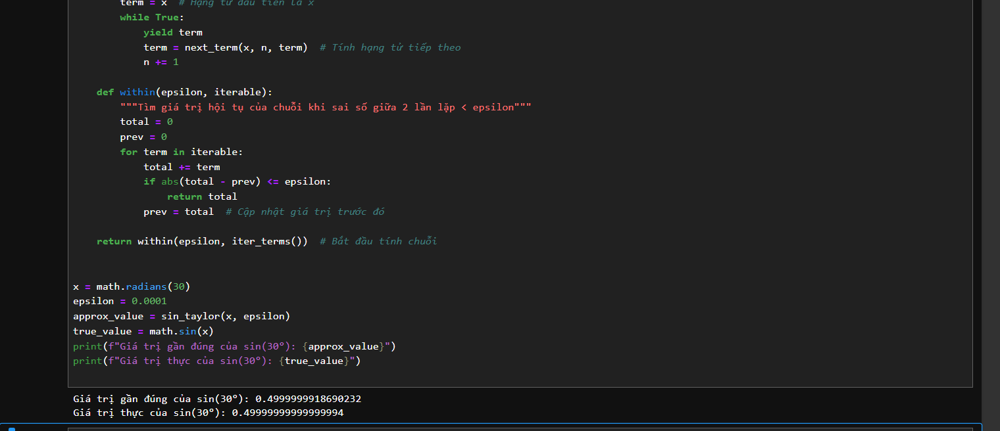 term = x  # Hạng tử đầu tiên là x
while True:
yield term
term = next_term(x, n, term)  # Tính hạng tử tiếp theo
n += 1
def within(epsilon, iterable):
"""Tìm giá trị hội tụ của chuỗi khi sai số giữa 2 lần lặp < epsilon"""
total = 0
prev = 0
for term in iterable:
total += term
if abs(total - prev) <= epsilon:
return total
prev = total  # Cập nhật giá trị trước đó
return within(epsilon, iter_terms())  # Bắt đầu tính chuỗi
x = math.radians(30)
epsilon = 0.0001
approx_value = sin_taylor(x, epsilon)
true_value = math.sin(x)
print(f"Giá trị gần đúng của sin(30°): {approx_value}")
print(f"Giá trị thực của sin(30°): {true_value}")
Giá trị gần đúng của sin(30°): 0.4999999918690232
Giá trị thực của sin(30°): 0.49999999999999994